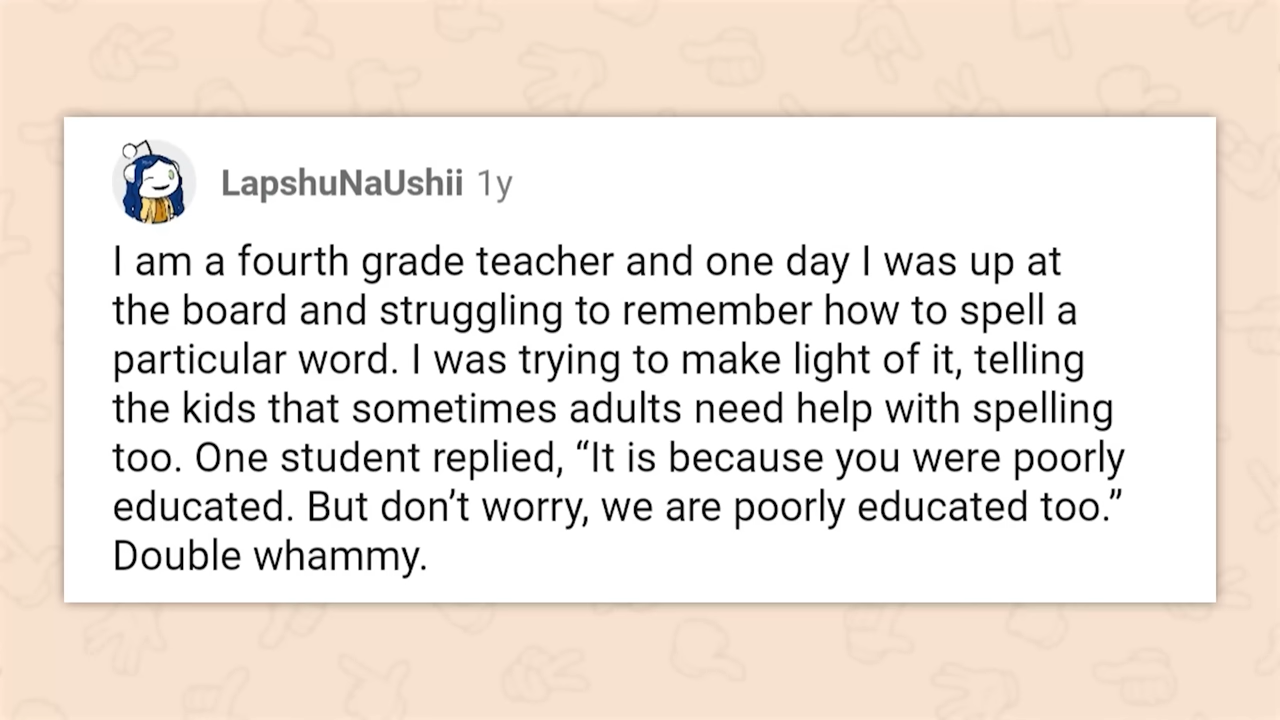 LapshuNaUshii 1y
I am a fourth grade teacher and one day I was up at
the board and struggling to remember how to spell a
particular word. I was trying to make light of it, telling
the kids that sometimes adults need help with spelling
too. One student replied, “It is because you were poorly
educated. But don’t worry, we are poorly educated too.”
Double whammy.